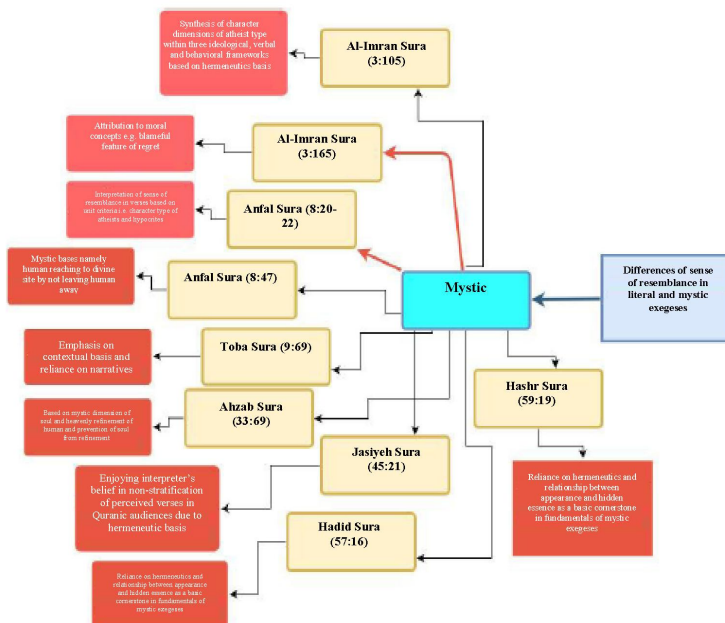 Synthesis of character
dimensions of atheist type
within three ideological, verbal
and behavioral frameworks
based on hermeneutics basis
Al-Imran Sura
(3:105)
Attribution to moral
concepts e.g. blameful
feature of regret
Al-Imran Sura
(3:165)
Interpretation of sense of
resemblance in verses based on
unit criteria i.e. character type of
atheists and hypocrites
Anfal Sura (8:20-
22)
Mystic bases namely
human reaching to divine
site by not leaving human
away
Anfal Sura (8:47)
Mystic
Differences of sense
of resemblance in
literal and mystic
exegeses
Emphasis on
contextual basis and
reliance on narratives
Toba Sura (9:69)
Based on mystic dimension of
soul and heavenly refinement of
human and prevention of soul
from refinement
Ahzab Sura
(33:69)
Hashr Sura
(59:19)
Enjoying interpreter's
belief in non-stratification
of perceived verses in
Quranic audiences due to
hermeneutic basis
Jasiyeh Sura
(45:21)
Reliance on hermeneutics and
relationship between
appearance and hidden
essence as a basic cornerstone
in fundamentals of mystic
exegeses
Hadid Sura
(57:16)
Reliance on hermeneutics and
relationship between appearance
and hidden essence as a basic
cornerstone in fundamentals of
mystic exegeses